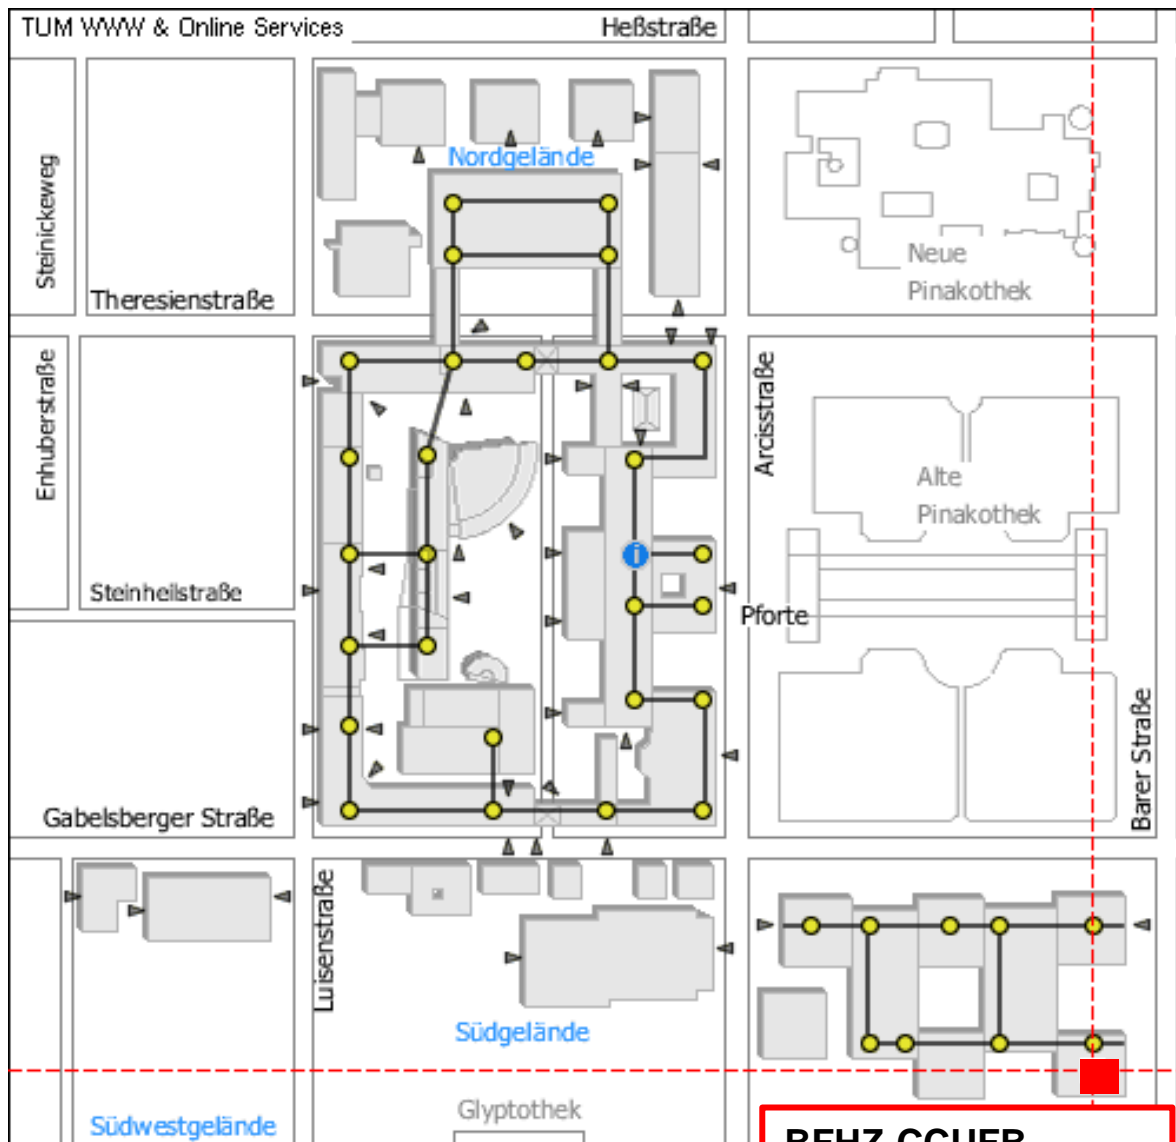 TUM WWW & Online Services
Heßstraße
Steinickeweg
Nordgelände
Neue
Pinakothek
Theresienstraße
Enhuberstraße
Arcisstraße
Alte
Pinakothek
i
Steinheilstraße
Pforte
Barer Straße
Gabelsberger Straße
Luisenstraße
Südgelände
Glyptothek
Südwestgelände